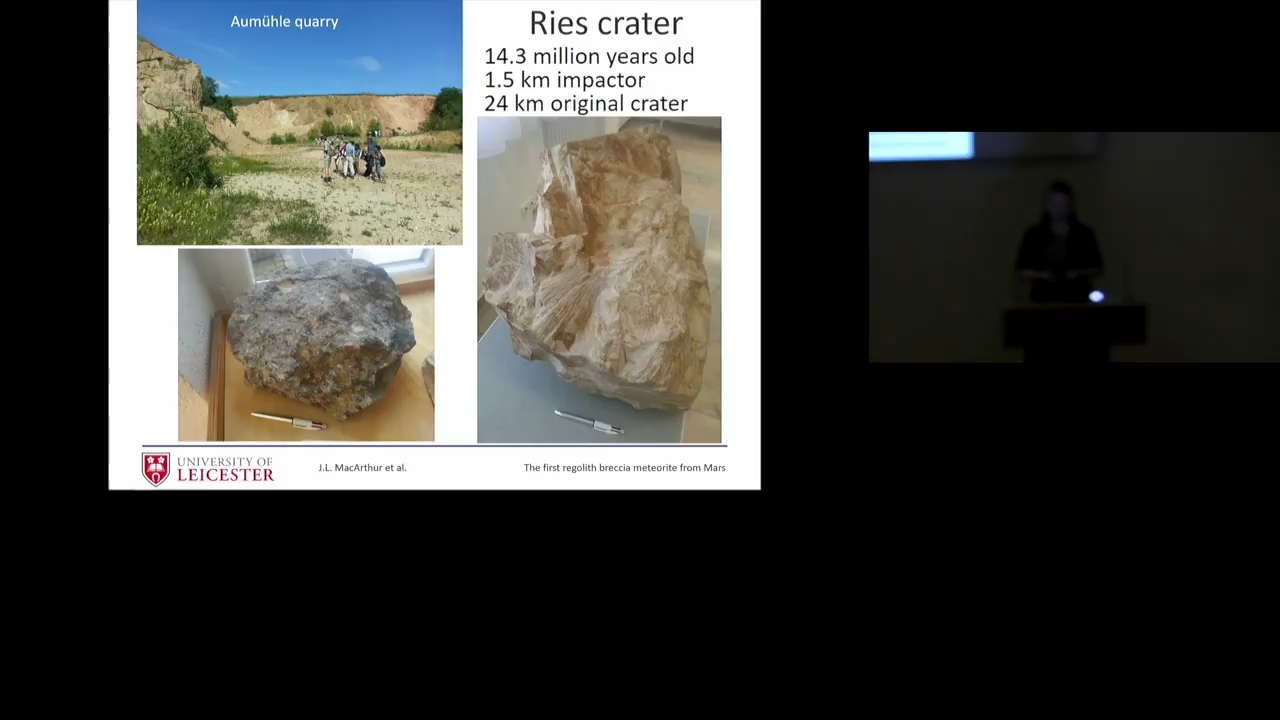 Aumühle quarry
Ries crater
14.3 million years old
1.5 km impactor
24 km original crater
UNIVERSITY OF
LEICESTER
J.L. MacArthur et al.
The first regolith breccia meteorite from Mars